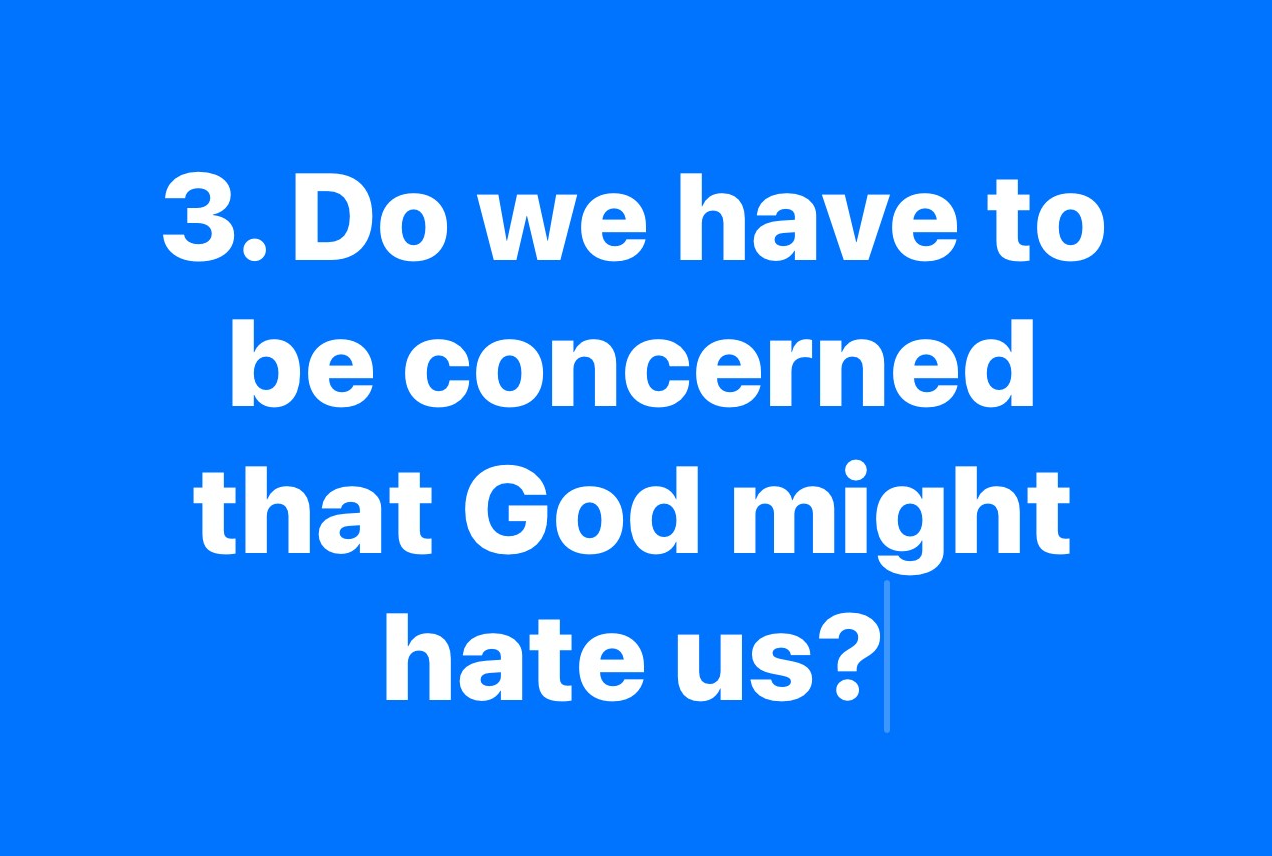 3. Do we have to
be concerned
that God might
hate us?